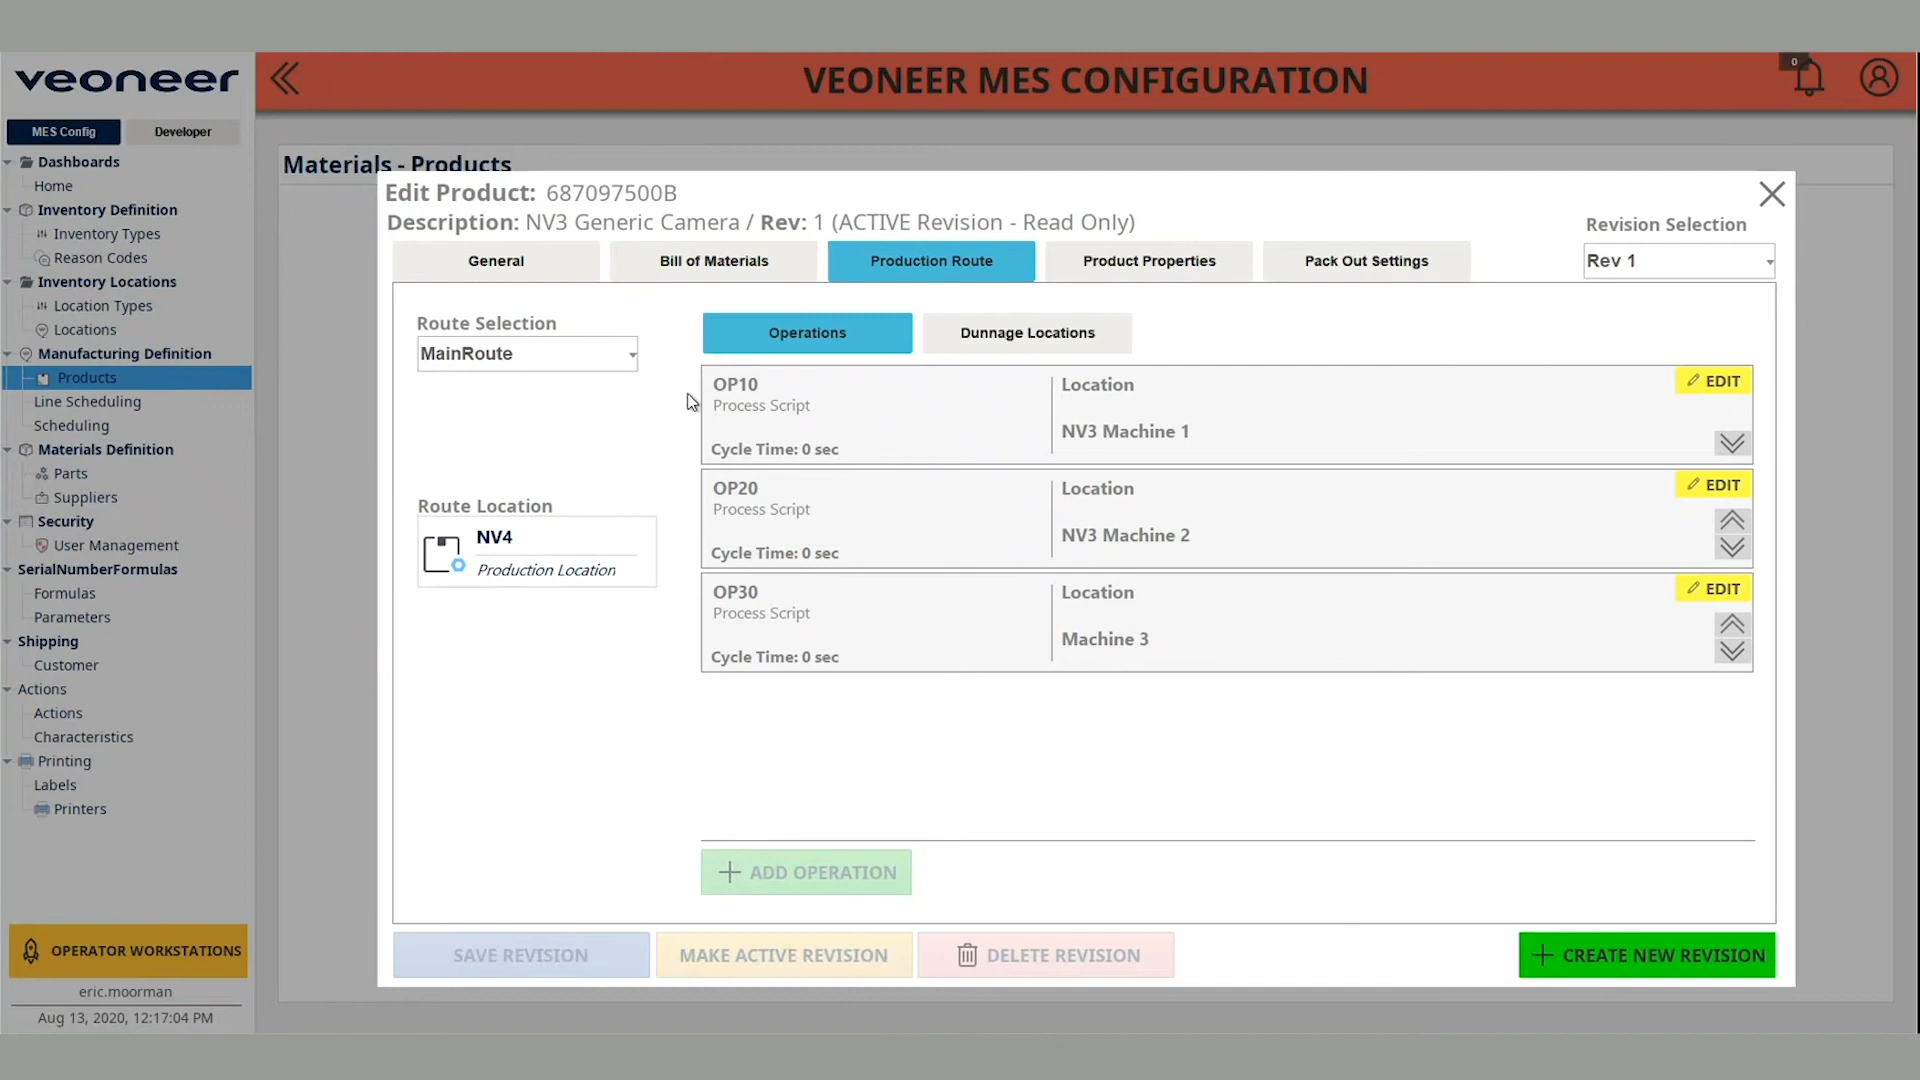 veoneer
VEONEER MES CONFIGURATION
0
MES Config
Developer
Dashboards
Home
Inventory Definition
Inventory Types
Reason Codes
Inventory Locations
Location Types
Locations
Manufacturing Definition
Products
Line Scheduling
Scheduling
Materials Definition
Parts
Suppliers
Security
User Management
SerialNumberFormulas
Formulas
Parameters
Shipping
Customer
Actions
Actions
Characteristics
Printing
Labels
Printers
OPERATOR WORKSTATIONS
eric.moorman
Aug 13, 2020, 12:17:04 PM
Materials - Products
Edit Product: 687097500B
Description: NV3 Generic Camera / Rev: 1 (ACTIVE Revision - Read Only)
Revision Selection
Rev 1
General
Bill of Materials
Production Route
Product Properties
Pack Out Settings
Route Selection
MainRoute
Route Location
NV4
Production Location
Operations
Dunnage Locations
OP10
Process Script
Cycle Time: 0 sec
Location
NV3 Machine 1
EDIT
OP20
Process Script
Cycle Time: 0 sec
Location
NV3 Machine 2
EDIT
OP30
Process Script
Cycle Time: 0 sec
Location
Machine 3
EDIT
ADD OPERATION
SAVE REVISION
MAKE ACTIVE REVISION
DELETE REVISION
CREATE NEW REVISION